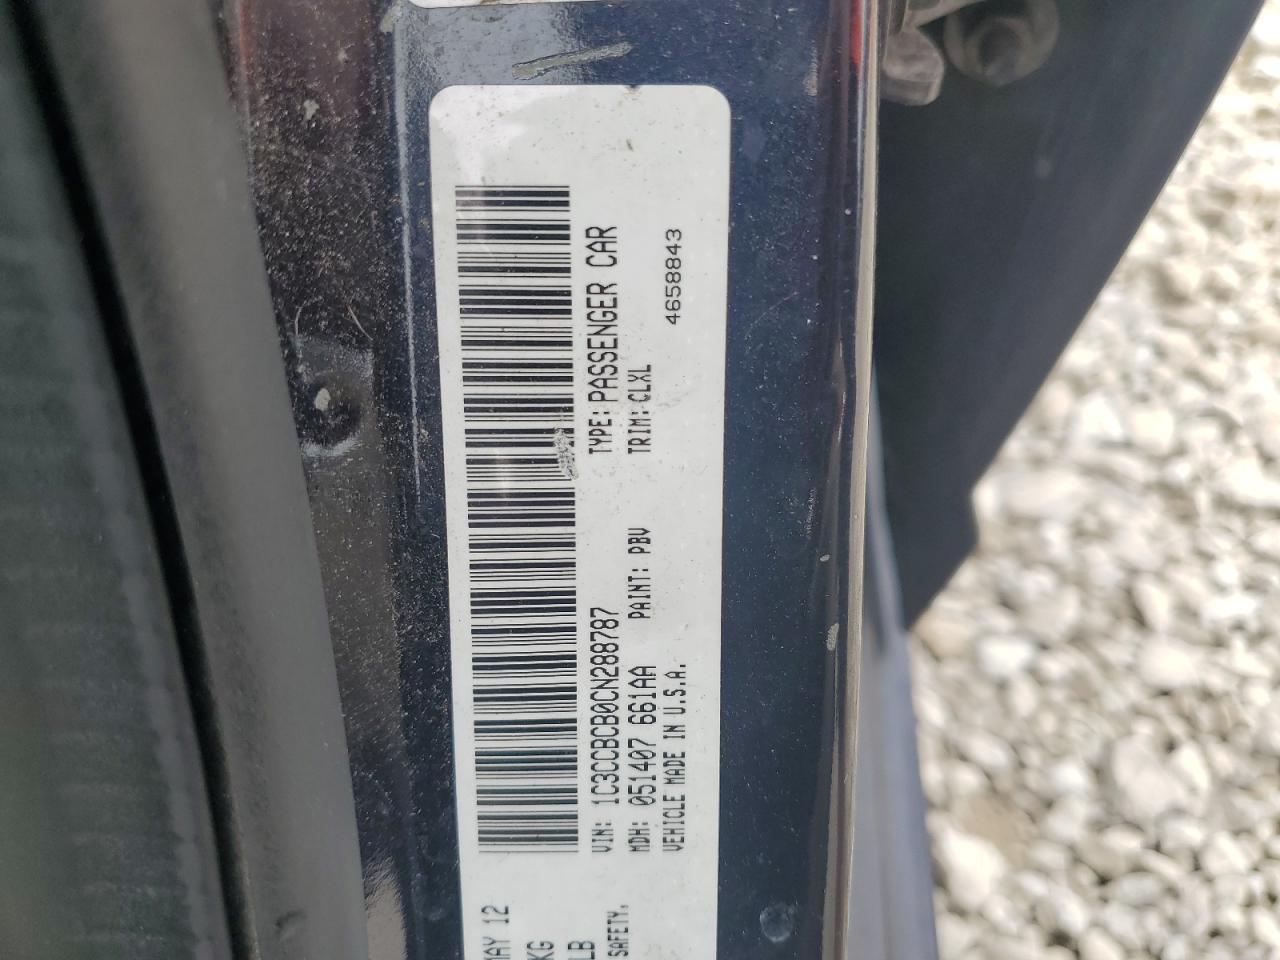 MAY 12
KG
LB
SAFETY.
VIN: 1C3CCBCB0CN288787
TYPE: PASSENGER CAR
MDH: 051407 661AA
PAINT: PBV
TRIM: CLXL
VEHICLE MADE IN U.S.A.
4658843